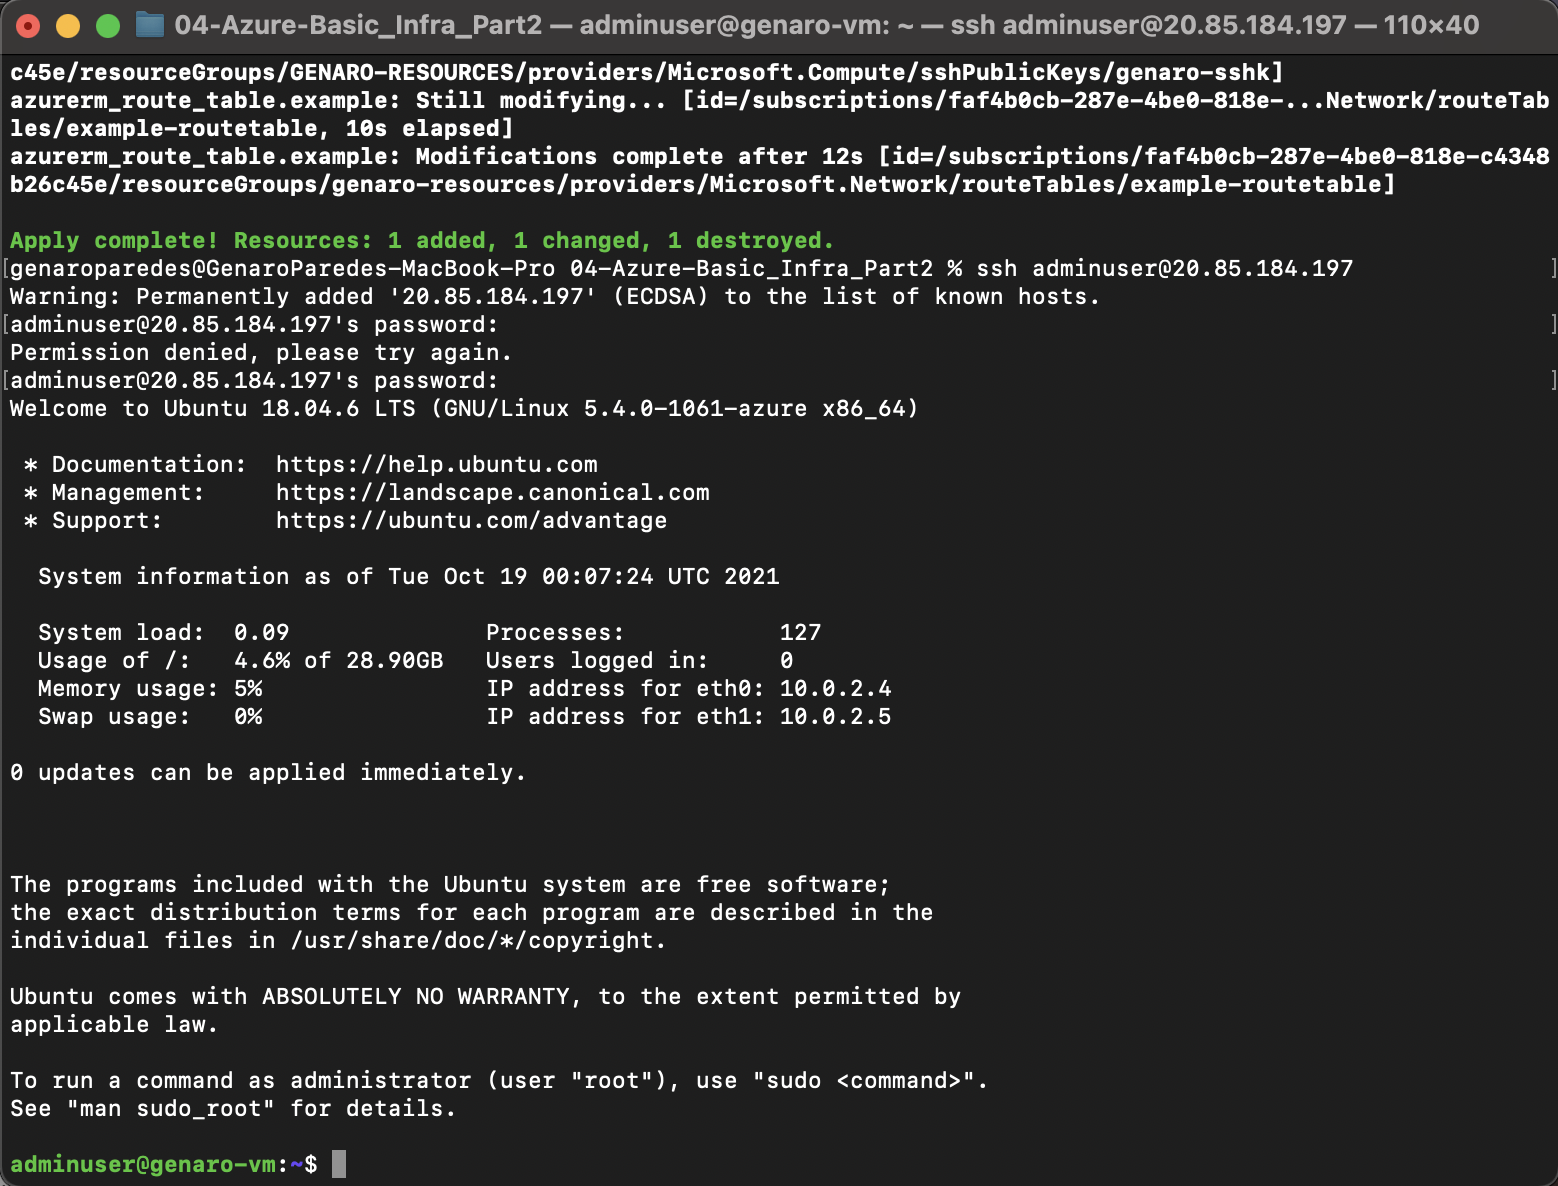 04-Azure-Basic_Infra_Part2 — adminuser@genaro-vm: ~ — ssh adminuser@20.85.184.197 — 110×40
c45e/resourceGroups/GENARO-RESOURCES/providers/Microsoft.Compute/sshPublicKeys/genaro-sshk]
azurerm_route_table.example: Still modifying... [id=/subscriptions/faf4b0cb-287e-4be0-818e-...Network/routeTab
les/example-routetable, 10s elapsed]
azurerm_route_table.example: Modifications complete after 12s [id=/subscriptions/faf4b0cb-287e-4be0-818e-c4348
b26c45e/resourceGroups/genaro-resources/providers/Microsoft.Network/routeTables/example-routetable]
Apply complete! Resources: 1 added, 1 changed, 1 destroyed.
[genaroparedes@GenaroParedes-MacBook-Pro 04-Azure-Basic_Infra_Part2 % ssh adminuser@20.85.184.197 ]
Warning: Permanently added '20.85.184.197' (ECDSA) to the list of known hosts.
[adminuser@20.85.184.197's password: ]
Permission denied, please try again.
[adminuser@20.85.184.197's password: ]
Welcome to Ubuntu 18.04.6 LTS (GNU/Linux 5.4.0-1061-azure x86_64)
* Documentation: https://help.ubuntu.com
* Management: https://landscape.canonical.com
* Support: https://ubuntu.com/advantage
System information as of Tue Oct 19 00:07:24 UTC 2021
System load: 0.09 Processes: 127
Usage of /: 4.6% of 28.90GB Users logged in: 0
Memory usage: 5% IP address for eth0: 10.0.2.4
Swap usage: 0% IP address for eth1: 10.0.2.5
0 updates can be applied immediately.
The programs included with the Ubuntu system are free software;
the exact distribution terms for each program are described in the
individual files in /usr/share/doc/*/copyright.
Ubuntu comes with ABSOLUTELY NO WARRANTY, to the extent permitted by
applicable law.
To run a command as administrator (user "root"), use "sudo <command>".
See "man sudo_root" for details.
adminuser@genaro-vm:~$